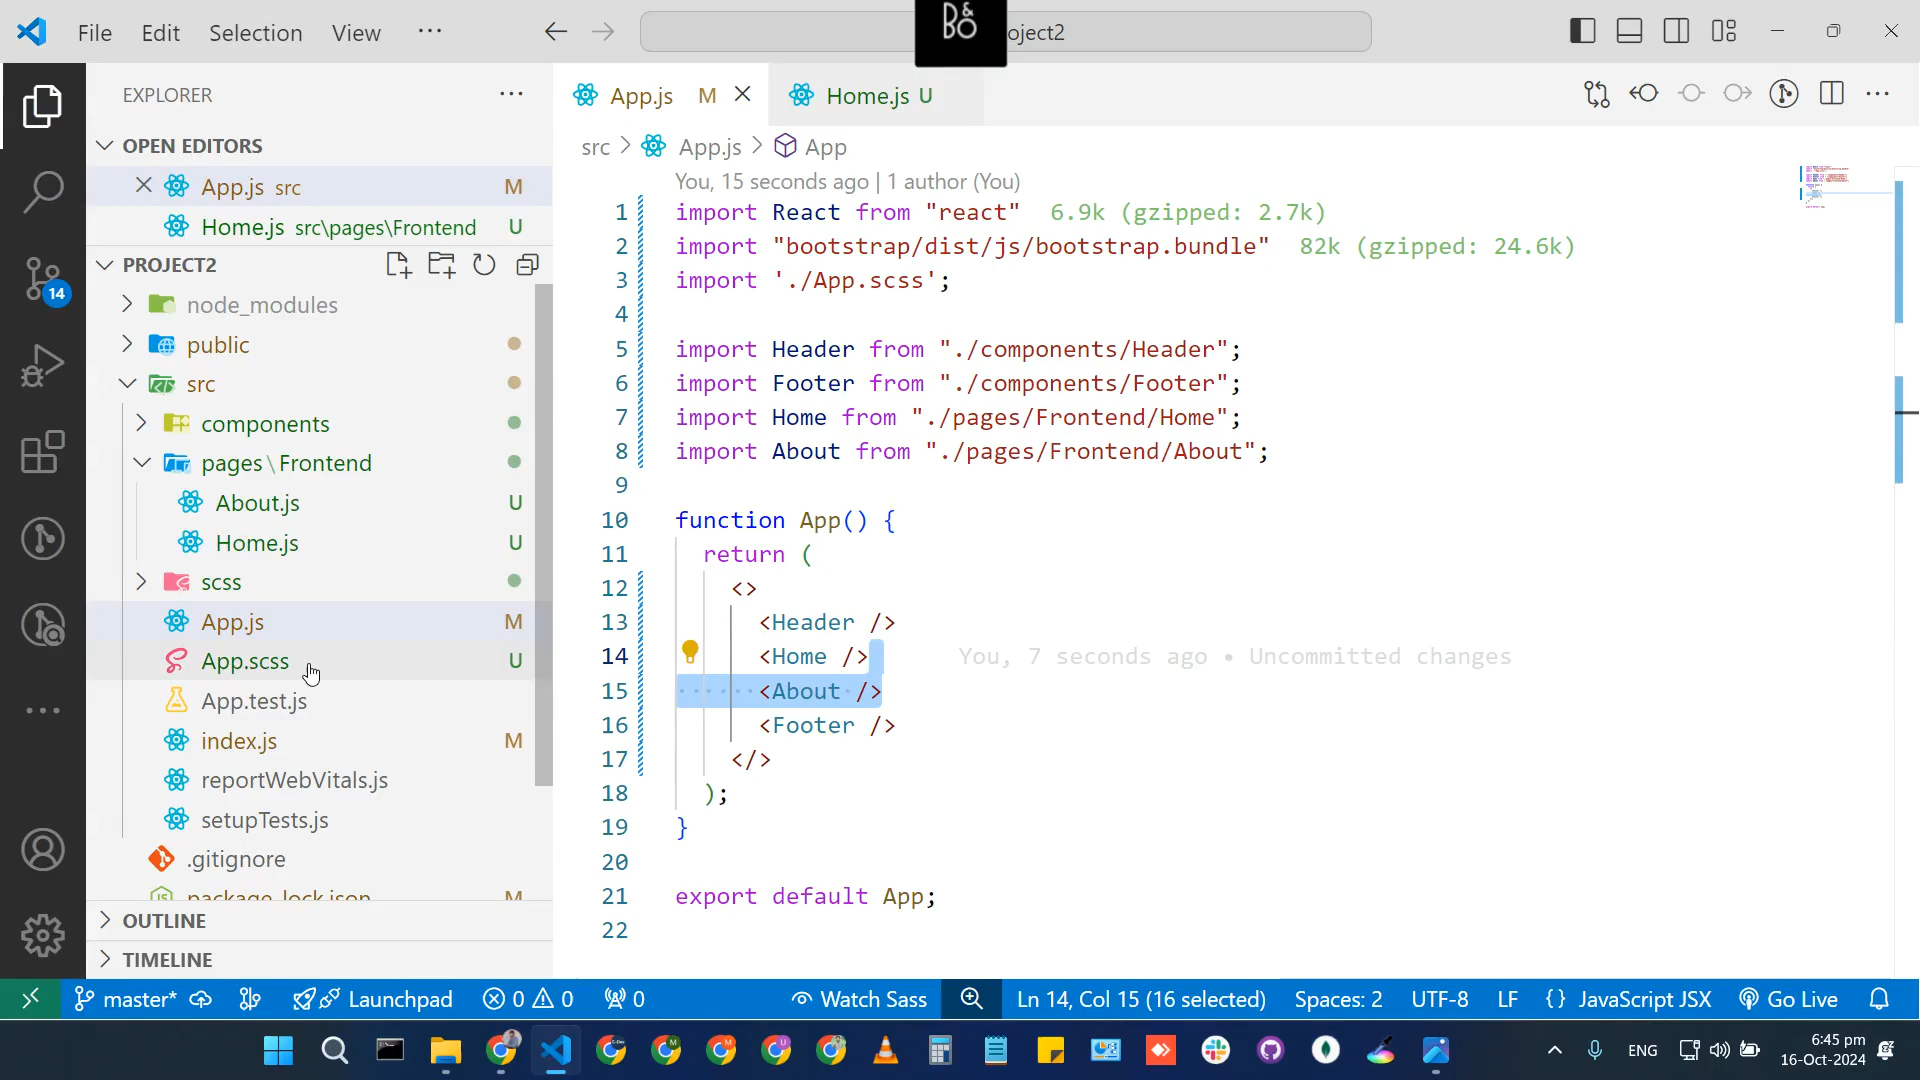 File Edit Selection View ···
B&O
oject2
EXPLORER
OPEN EDITORS
App.js src M
Home.js src\pages\Frontend U
PROJECT2
node_modules
public
src
components
pages\Frontend
About.js U
Home.js U
scss
App.js M
App.scss U
App.test.js
index.js M
reportWebVitals.js
setupTests.js
.gitignore
package-lock.json M
OUTLINE
TIMELINE
14
App.js M
Home.js U
src > App.js > App
You, 15 seconds ago | 1 author (You)
1 import React from "react" 6.9k (gzipped: 2.7k)
2 import "bootstrap/dist/js/bootstrap.bundle" 82k (gzipped: 24.6k)
3 import './App.scss';
4
5 import Header from "./components/Header";
6 import Footer from "./components/Footer";
7 import Home from "./pages/Frontend/Home";
8 import About from "./pages/Frontend/About";
9
10 function App() {
11 return (
12 <>
13 <Header />
14 <Home /> You, 7 seconds ago • Uncommitted changes
15 <About />
16 <Footer />
17 </>
18 );
19 }
20
21 export default App;
22
master* Launchpad 0 0 0 Watch Sass Ln 14, Col 15 (16 selected) Spaces: 2 UTF-8 LF {} JavaScript JSX Go Live
ENG
6:45 pm
16-Oct-2024